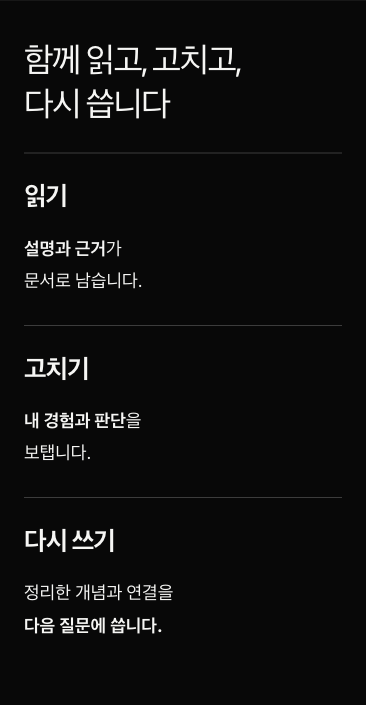 함께 읽고, 고치고,
다시 씁니다
읽기
설명과 근거가
문서로 남습니다.
고치기
내 경험과 판단을
보탭니다.
다시 쓰기
정리한 개념과 연결을
다음 질문에 씁니다.